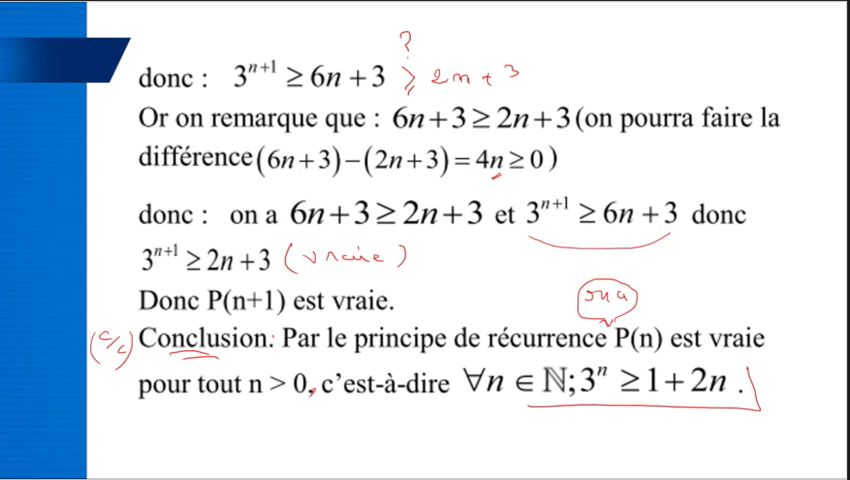 ?
donc : 3^{n+1} ≥ 6n + 3 ≥ 2n + 3
Or on remarque que : 6n + 3 ≥ 2n + 3 (on pourra faire la
différence (6n + 3) − (2n + 3) = 4n ≥ 0 )
donc : on a 6n + 3 ≥ 2n + 3 et 3^{n+1} ≥ 6n + 3 donc
3^{n+1} ≥ 2n + 3 (vraie)
Donc P(n+1) est vraie.
(c/c) Conclusion: Par le principe de récurrence P(n) est vraie
pour tout n > 0, c’est-à-dire ∀n ∈ ℕ; 3^n ≥ 1 + 2n .